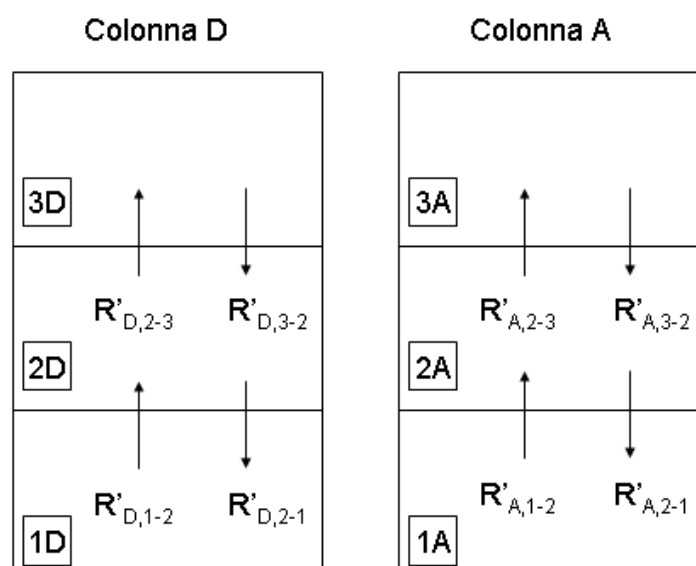 Colonna D Colonna A
3D 3A
R'D,2-3 R'D,3-2 R'A,2-3 R'A,3-2
2D 2A
R'D,1-2 R'D,2-1 R'A,1-2 R'A,2-1
1D 1A